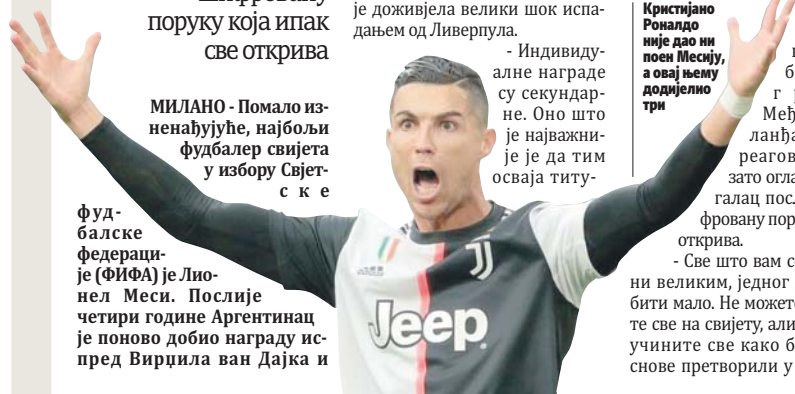 поруку која ипак
све открива
МИЛАНО - Помало из-
ненађујуће, најбољи
фудбалер свијета
у избору Свјет-
ске
фуд-
балске
федераци-
је (ФИФА) је Лио-
нел Меси. Послије
четири године Аргентинац
је поново добио награду ис-
пред Вирџила ван Дајка и
је доживјела велики шок испа-
дањем од Ливерпула.
- Индивиду-
алне награде
су секундар-
не. Оно што
је најважни-
је је да тим
осваја титу-
Jeep
J
Кристијано
Роналдо
није дао ни
поен Месију,
а овај њему
додијелио
три
б
г р
Међ
ланђа
реагов
зато огла
галац посл
фровану пор
открива.
- Све што вам с
ни великим, једног
бити мало. Не можете
те све на свијету, али
учините све како б
снове претворили у